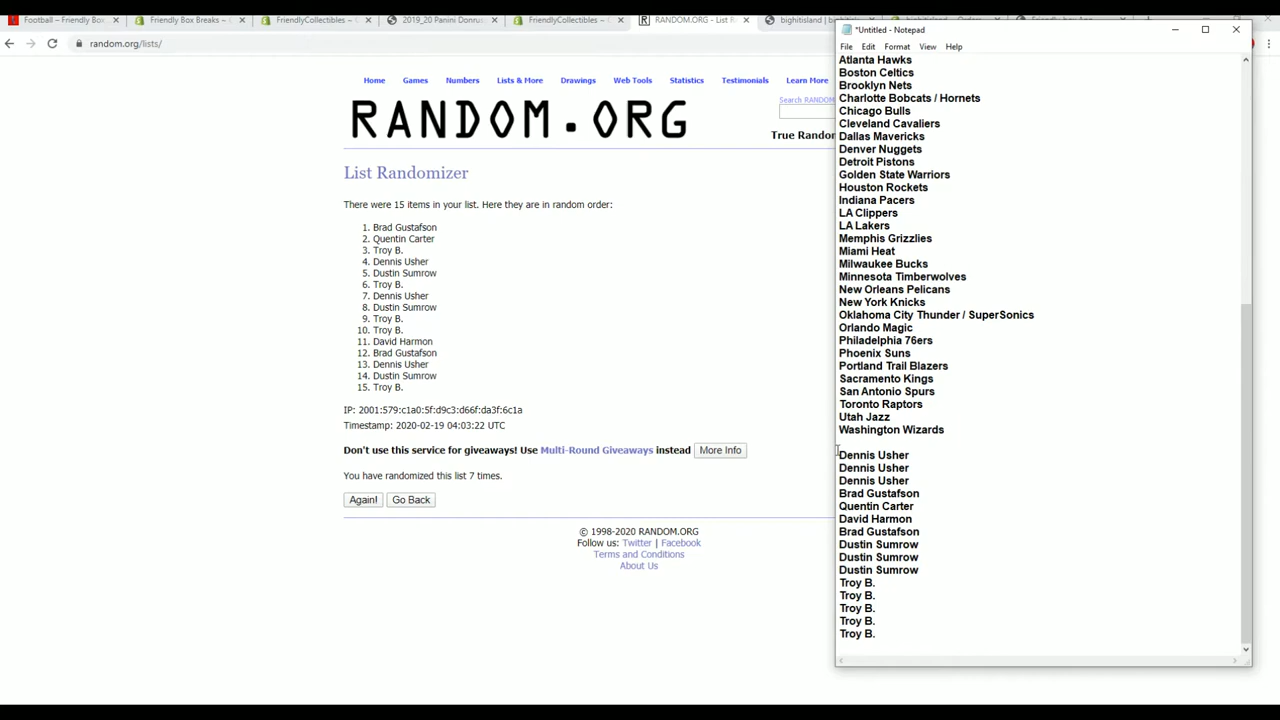 Football – Friendly Box
Friendly Box Breaks – C
FriendlyCollectibles – C
2019_20 Panini Donrus
FriendlyCollectibles – C
RANDOM.ORG - List R
bighitisland |
*Untitled - Notepad
random.org/lists/
File Edit Format View Help
Home Games Numbers Lists & More Drawings Web Tools Statistics Testimonials Learn More
Search RANDOM
RANDOM.ORG
True Random
List Randomizer
There were 15 items in your list. Here they are in random order:
1. Brad Gustafson
2. Quentin Carter
3. Troy B.
4. Dennis Usher
5. Dustin Sumrow
6. Troy B.
7. Dennis Usher
8. Dustin Sumrow
9. Troy B.
10. Troy B.
11. David Harmon
12. Brad Gustafson
13. Dennis Usher
14. Dustin Sumrow
15. Troy B.
IP: 2001:579:c1a0:5f:d9c3:d66f:da3f:6c1a
Timestamp: 2020-02-19 04:03:22 UTC
Don't use this service for giveaways! Use Multi-Round Giveaways instead More Info
You have randomized this list 7 times.
Again! Go Back
© 1998-2020 RANDOM.ORG
Follow us: Twitter | Facebook
Terms and Conditions
About Us
Atlanta Hawks
Boston Celtics
Brooklyn Nets
Charlotte Bobcats / Hornets
Chicago Bulls
Cleveland Cavaliers
Dallas Mavericks
Denver Nuggets
Detroit Pistons
Golden State Warriors
Houston Rockets
Indiana Pacers
LA Clippers
LA Lakers
Memphis Grizzlies
Miami Heat
Milwaukee Bucks
Minnesota Timberwolves
New Orleans Pelicans
New York Knicks
Oklahoma City Thunder / SuperSonics
Orlando Magic
Philadelphia 76ers
Phoenix Suns
Portland Trail Blazers
Sacramento Kings
San Antonio Spurs
Toronto Raptors
Utah Jazz
Washington Wizards
Dennis Usher
Dennis Usher
Dennis Usher
Brad Gustafson
Quentin Carter
David Harmon
Brad Gustafson
Dustin Sumrow
Dustin Sumrow
Dustin Sumrow
Troy B.
Troy B.
Troy B.
Troy B.
Troy B.